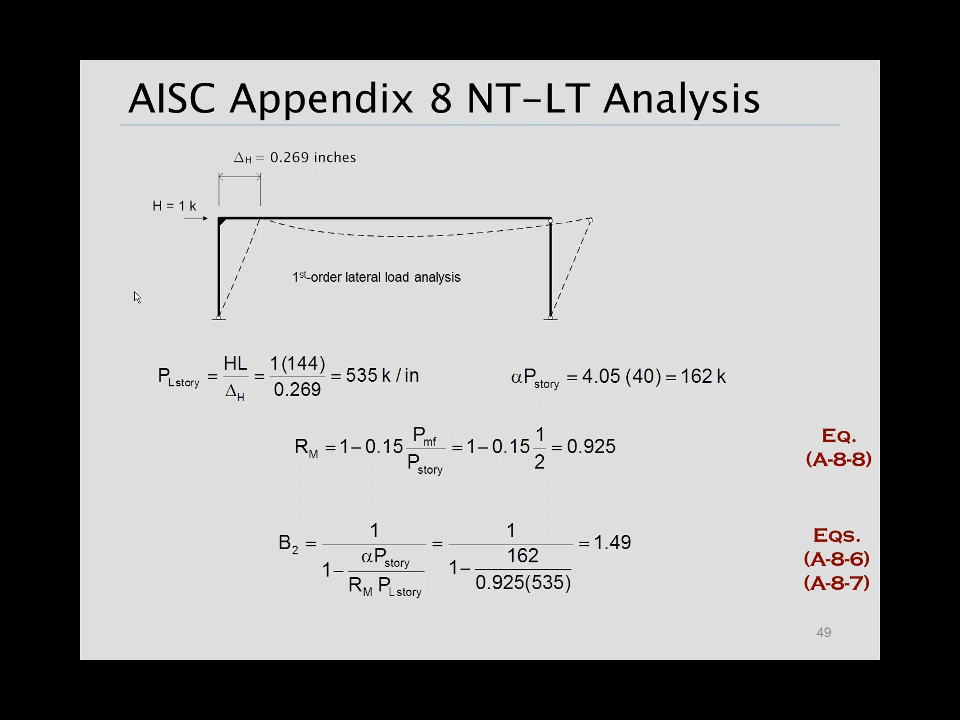 AISC Appendix 8 NT-LT Analysis
Δ_H = 0.269 inches
H = 1 k
1st-order lateral load analysis
P_Lstory = HL/Δ_H = 1(144)/0.269 = 535 k / in
αP_story = 4.05 (40) = 162 k
R_M = 1 − 0.15 P_mf/P_story = 1 − 0.15 1/2 = 0.925
Eq.
(A-8-8)
B_2 = 1/(1 − αP_story/(R_M P_Lstory)) = 1/(1 − 162/(0.925(535))) = 1.49
Eqs.
(A-8-6)
(A-8-7)
49